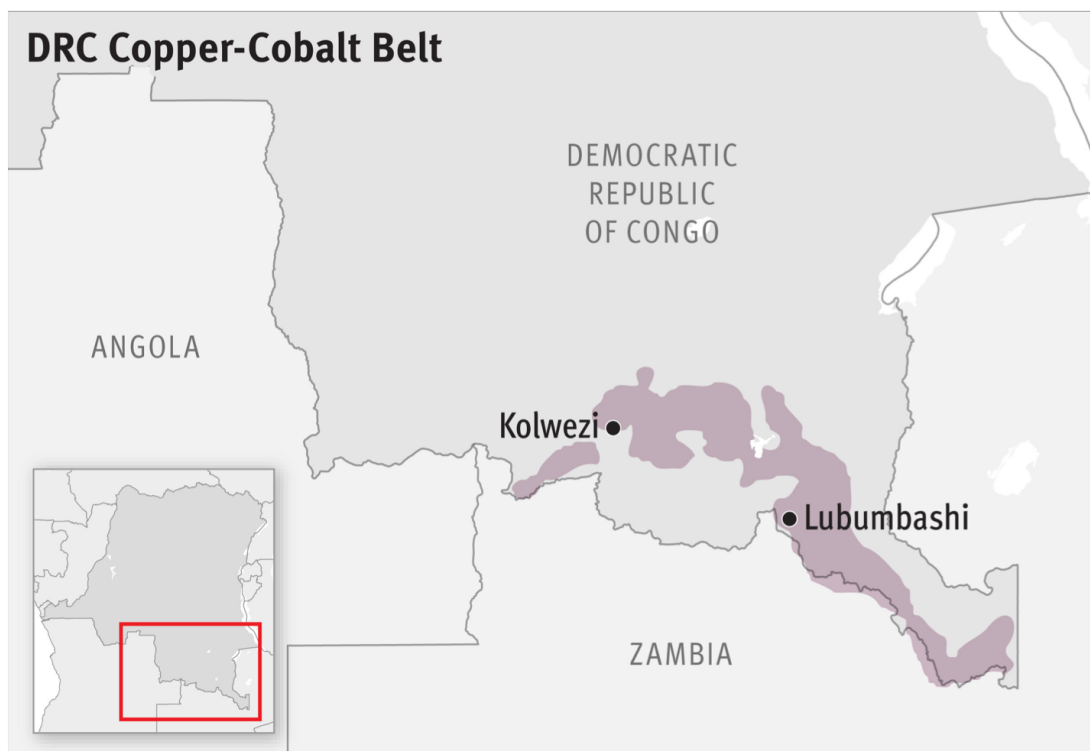 DRC Copper-Cobalt Belt
DEMOCRATIC
REPUBLIC
OF CONGO
ANGOLA
Kolwezi
Lubumbashi
ZAMBIA